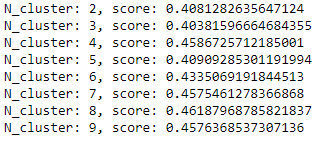 N_cluster: 2, score: 0.4081282635647124
N_cluster: 3, score: 0.40381596664684355
N_cluster: 4, score: 0.4586725712185001
N_cluster: 5, score: 0.40909285301191994
N_cluster: 6, score: 0.4335069191844513
N_cluster: 7, score: 0.4575461278366868
N_cluster: 8, score: 0.46187968785821837
N_cluster: 9, score: 0.4576368537307136